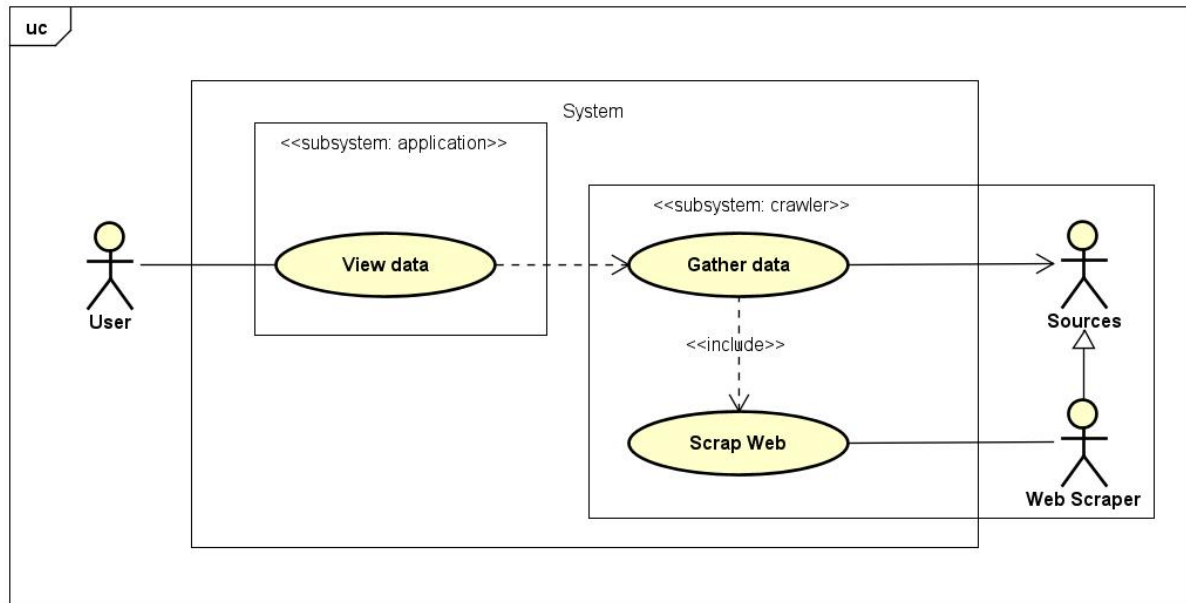 uc
System
<<subsystem: application>>
<<subsystem: crawler>>
View data
Gather data
User
Sources
<<include>>
Scrap Web
Web Scraper